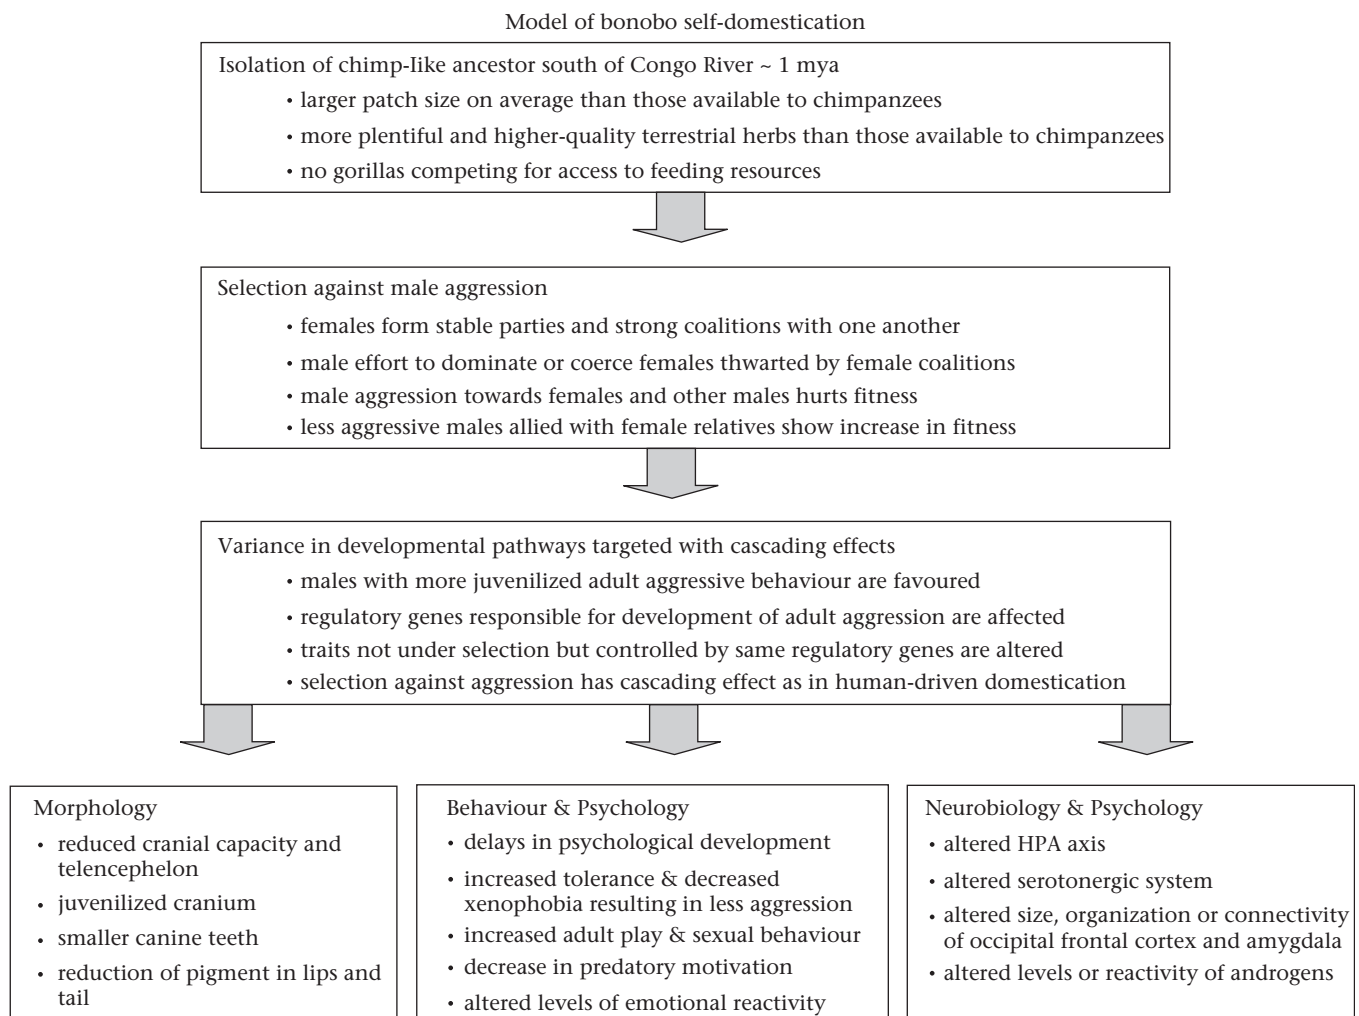 Model of bonobo self-domestication
Isolation of chimp-like ancestor south of Congo River ~ 1 mya
• larger patch size on average than those available to chimpanzees
• more plentiful and higher-quality terrestrial herbs than those available to chimpanzees
• no gorillas competing for access to feeding resources
Selection against male aggression
• females form stable parties and strong coalitions with one another
• male effort to dominate or coerce females thwarted by female coalitions
• male aggression towards females and other males hurts fitness
• less aggressive males allied with female relatives show increase in fitness
Variance in developmental pathways targeted with cascading effects
• males with more juvenilized adult aggressive behaviour are favoured
• regulatory genes responsible for development of adult aggression are affected
• traits not under selection but controlled by same regulatory genes are altered
• selection against aggression has cascading effect as in human-driven domestication
Morphology
• reduced cranial capacity and
telencephelon
• juvenilized cranium
• smaller canine teeth
• reduction of pigment in lips and
tail
Behaviour & Psychology
• delays in psychological development
• increased tolerance & decreased
xenophobia resulting in less aggression
• increased adult play & sexual behaviour
• decrease in predatory motivation
• altered levels of emotional reactivity
Neurobiology & Psychology
• altered HPA axis
• altered serotonergic system
• altered size, organization or connectivity
of occipital frontal cortex and amygdala
• altered levels or reactivity of androgens